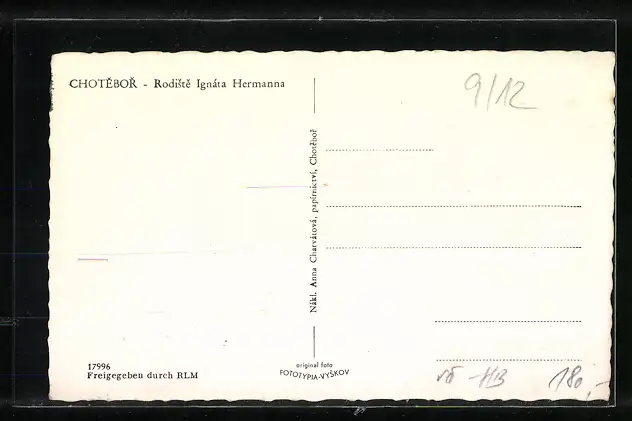 CHOTĚBOŘ - Rodiště Ignáta Hermanna
9/12
Nákl. Anna Charvátová, papírnictví, Chotěboř
17996
Freigegeben durch RLM
original foto
FOTOTYPIA-VYŠKOV
HB 180,-